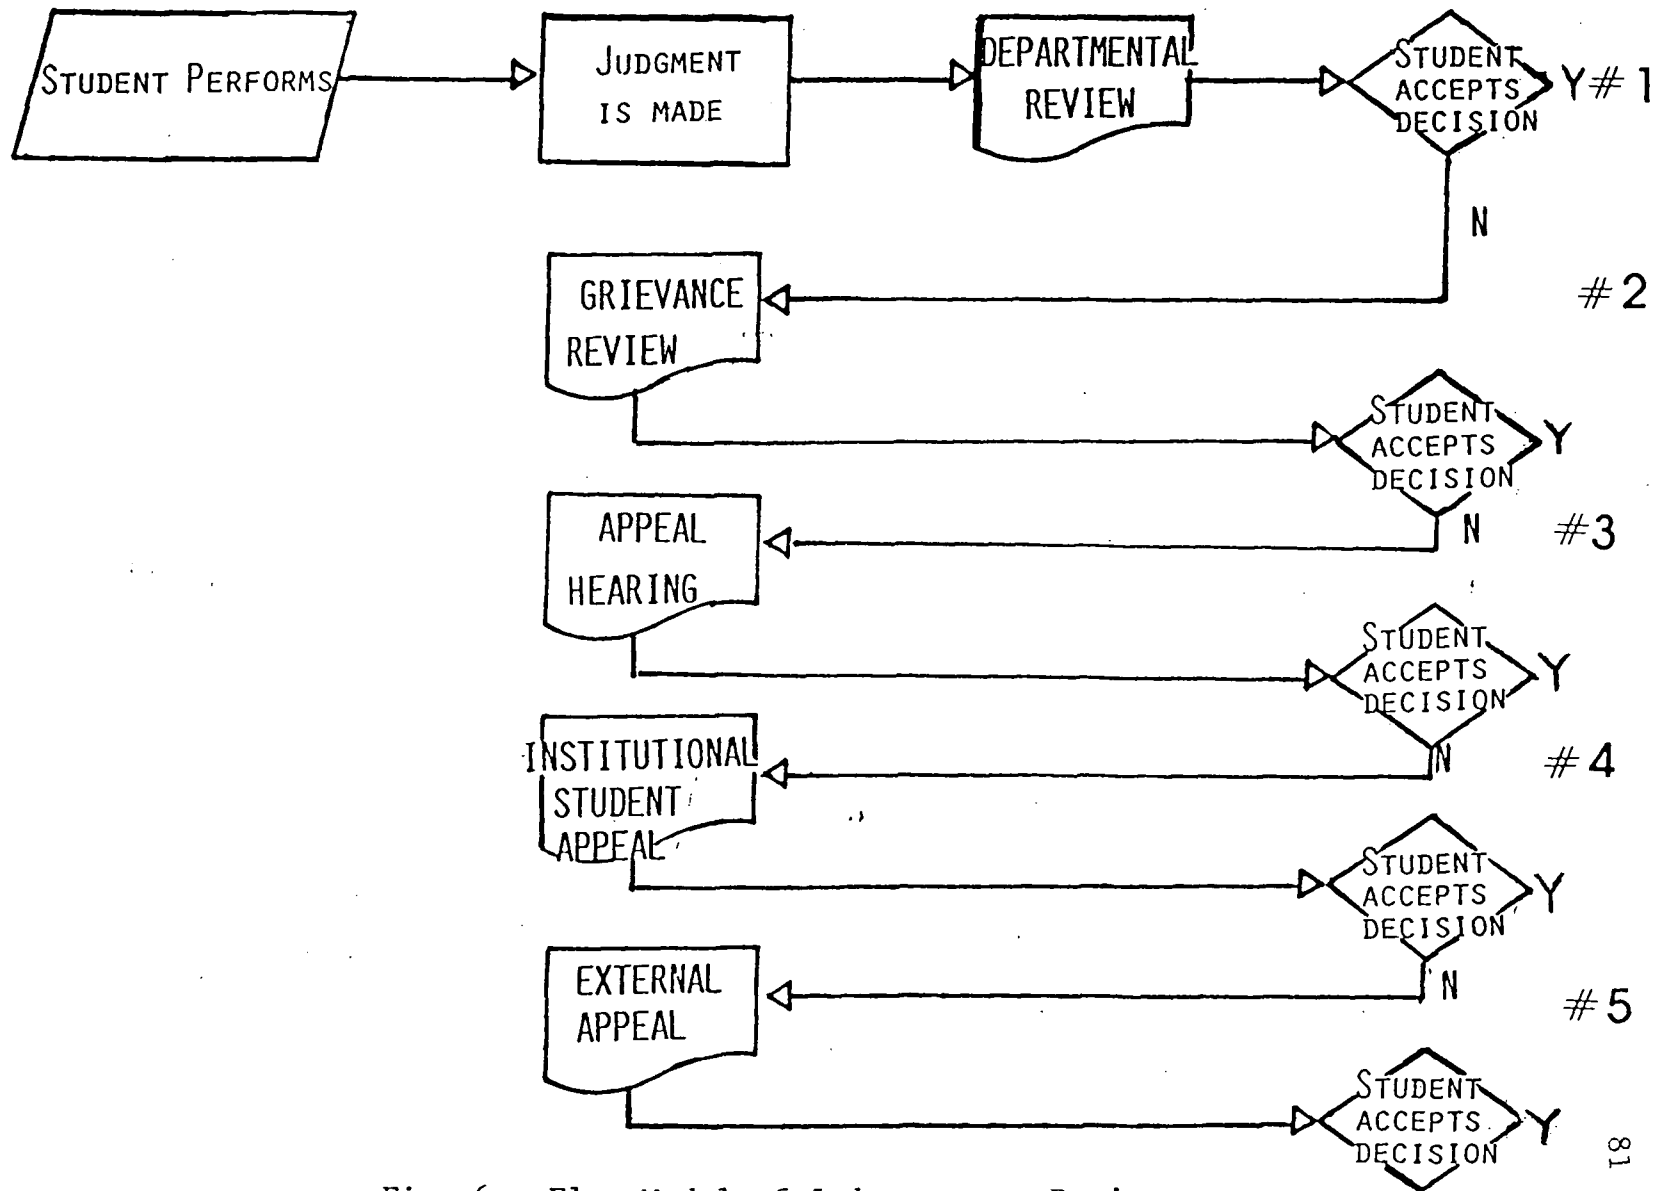 STUDENT PERFORMS
JUDGMENT
IS MADE
DEPARTMENTAL
REVIEW
STUDENT
ACCEPTS
DECISION
Y #1
N
#2
GRIEVANCE
REVIEW
STUDENT
ACCEPTS
DECISION
Y
N
#3
APPEAL
HEARING
STUDENT
ACCEPTS
DECISION
Y
N
#4
INSTITUTIONAL
STUDENT
APPEAL
STUDENT
ACCEPTS
DECISION
Y
N
#5
EXTERNAL
APPEAL
STUDENT
ACCEPTS
DECISION
Y
81